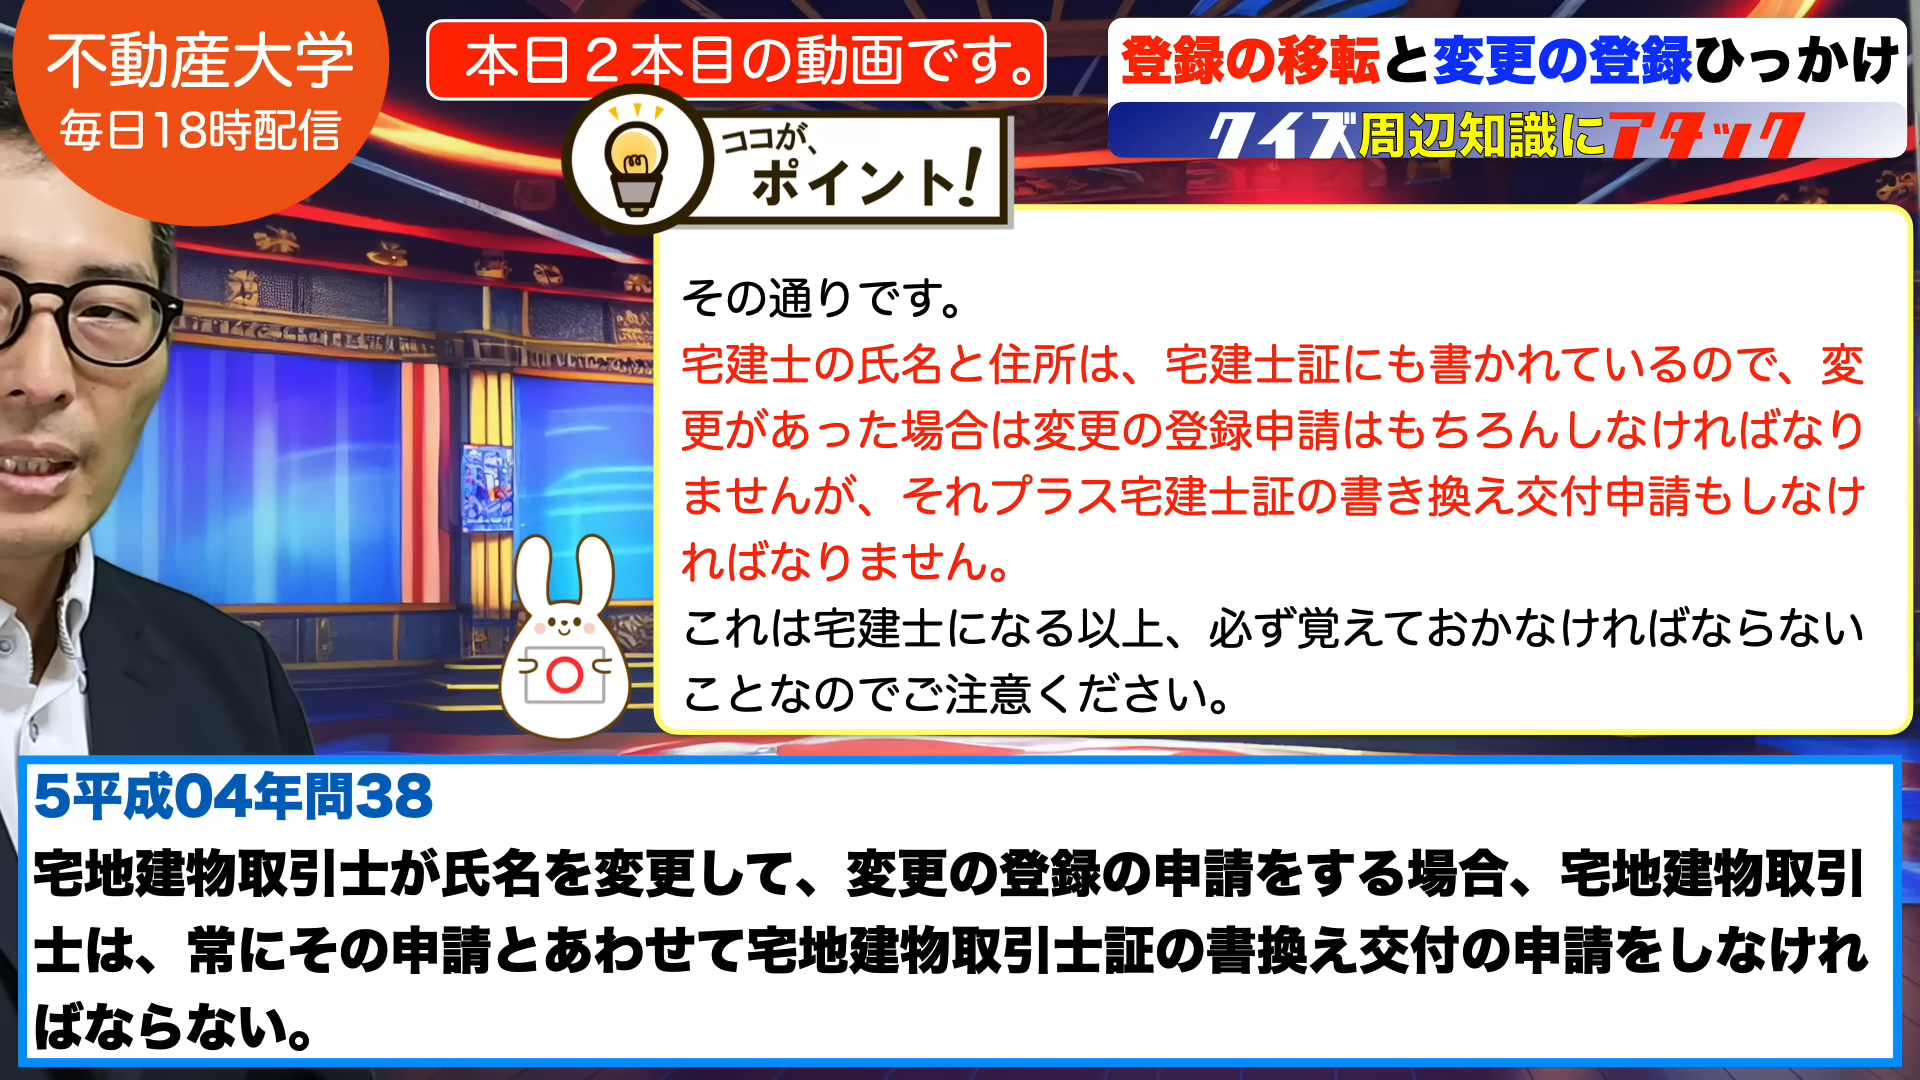 不動産大学
毎日18時配信
本日２本目の動画です。
登録の移転と変更の登録ひっかけ
クイズ周辺知識にアタック
ココが、
ポイント!
その通りです。
宅建士の氏名と住所は、宅建士証にも書かれているので、変
更があった場合は変更の登録申請はもちろんしなければなり
ませんが、それプラス宅建士証の書き換え交付申請もしなけ
ればなりません。
これは宅建士になる以上、必ず覚えておかなければならない
ことなのでご注意ください。
5平成04年問38
宅地建物取引士が氏名を変更して、変更の登録の申請をする場合、宅地建物取引
士は、常にその申請とあわせて宅地建物取引士証の書換え交付の申請をしなけれ
ばならない。